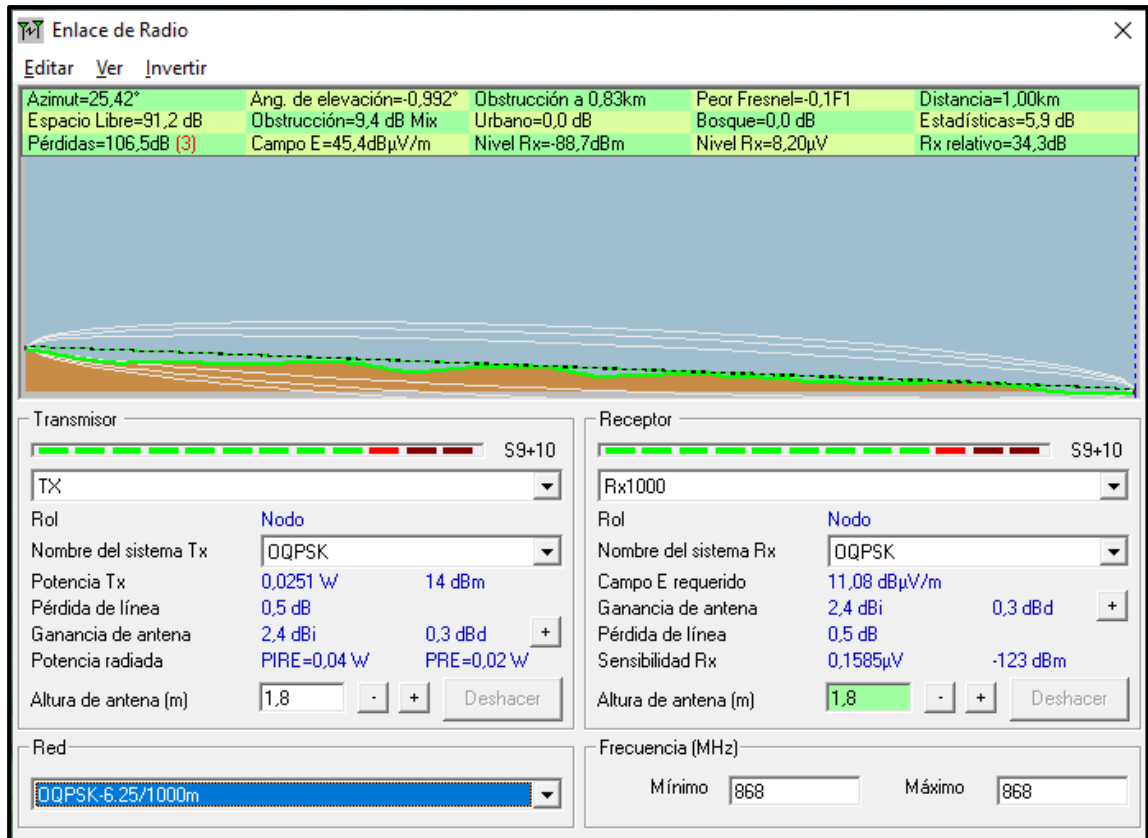 Enlace de Radio
Editar Ver Invertir
Azimut=25,42° Ang. de elevación=-0,992° Obstrucción a 0,83km Peor Fresnel=-0,1F1 Distancia=1,00km
Espacio Libre=91,2 dB Obstrucción=9,4 dB Mix Urbano=0,0 dB Bosque=0,0 dB Estadísticas=5,9 dB
Pérdidas=106,5dB (3) Campo E=45,4dBµV/m Nivel Rx=-88,7dBm Nivel Rx=8,20µV Rx relativo=34,3dB
Transmisor
S9+10
TX
Rol Nodo
Nombre del sistema Tx OQPSK
Potencia Tx 0,0251 W 14 dBm
Pérdida de línea 0,5 dB
Ganancia de antena 2,4 dBi 0,3 dBd +
Potencia radiada PIRE=0,04 W PRE=0,02 W
Altura de antena (m) 1,8 - + Deshacer
Receptor
S9+10
Rx1000
Rol Nodo
Nombre del sistema Rx OQPSK
Campo E requerido 11,08 dBµV/m
Ganancia de antena 2,4 dBi 0,3 dBd +
Pérdida de línea 0,5 dB
Sensibilidad Rx 0,1585µV -123 dBm
Altura de antena (m) 1,8 - + Deshacer
Red
OQPSK-6.25/1000m
Frecuencia (MHz)
Mínimo 868 Máximo 868